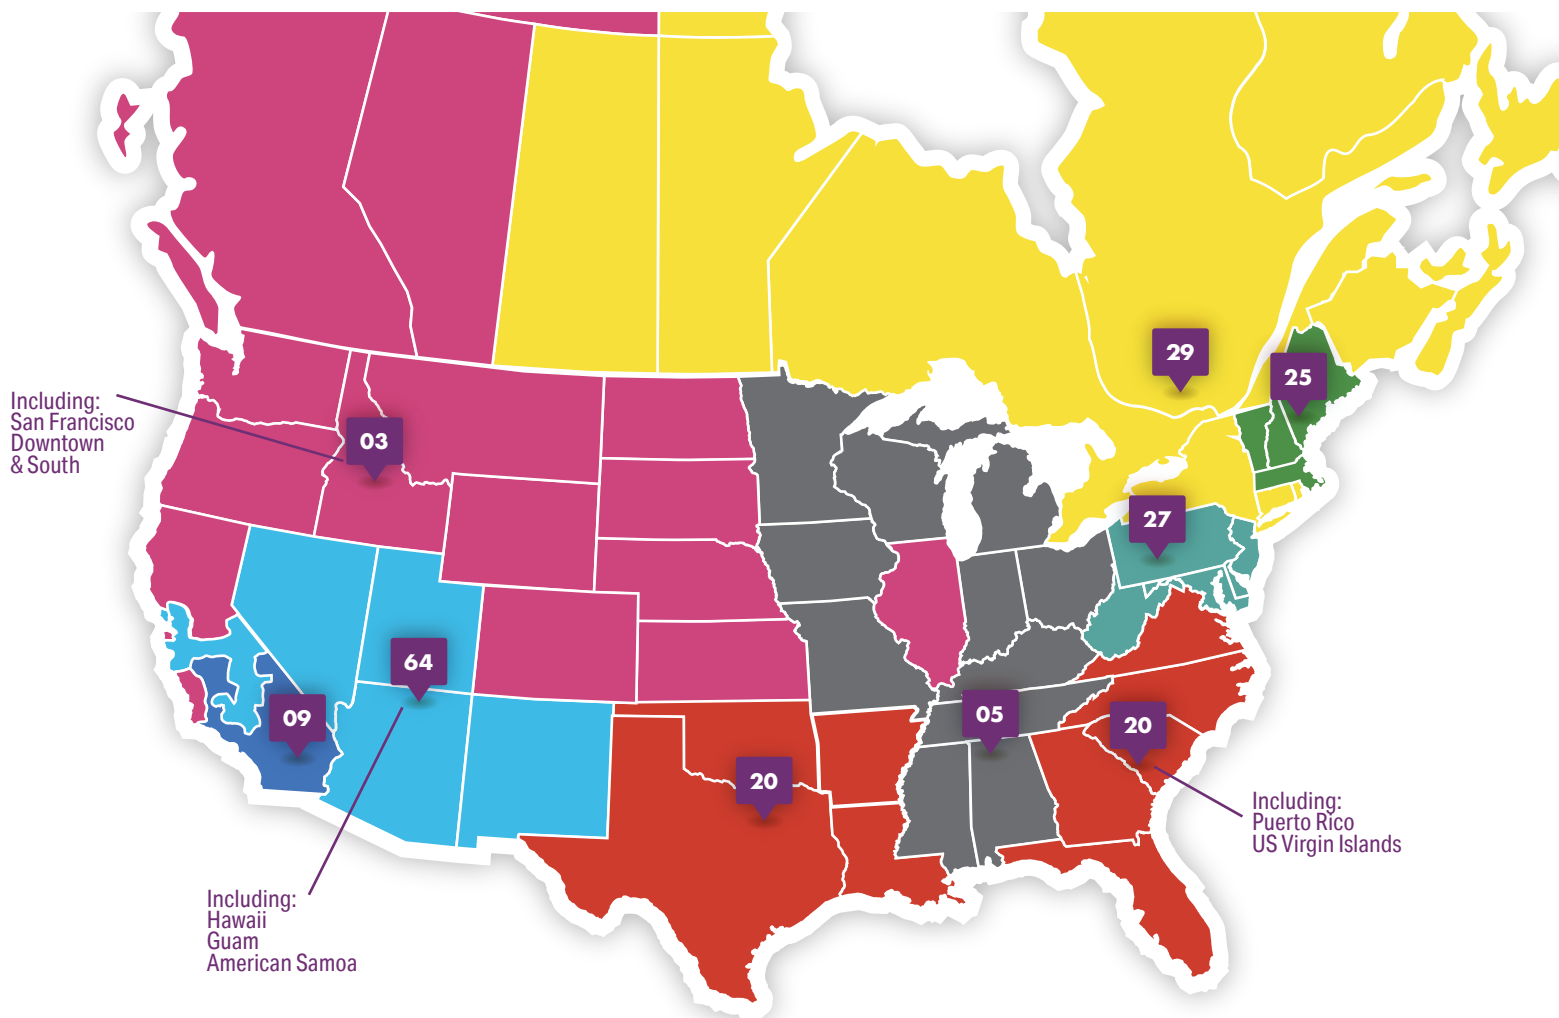 29
25
Including:
San Francisco
Downtown
& South
03
27
64
09
05
20
20
Including:
Puerto Rico
US Virgin Islands
Including:
Hawaii
Guam
American Samoa